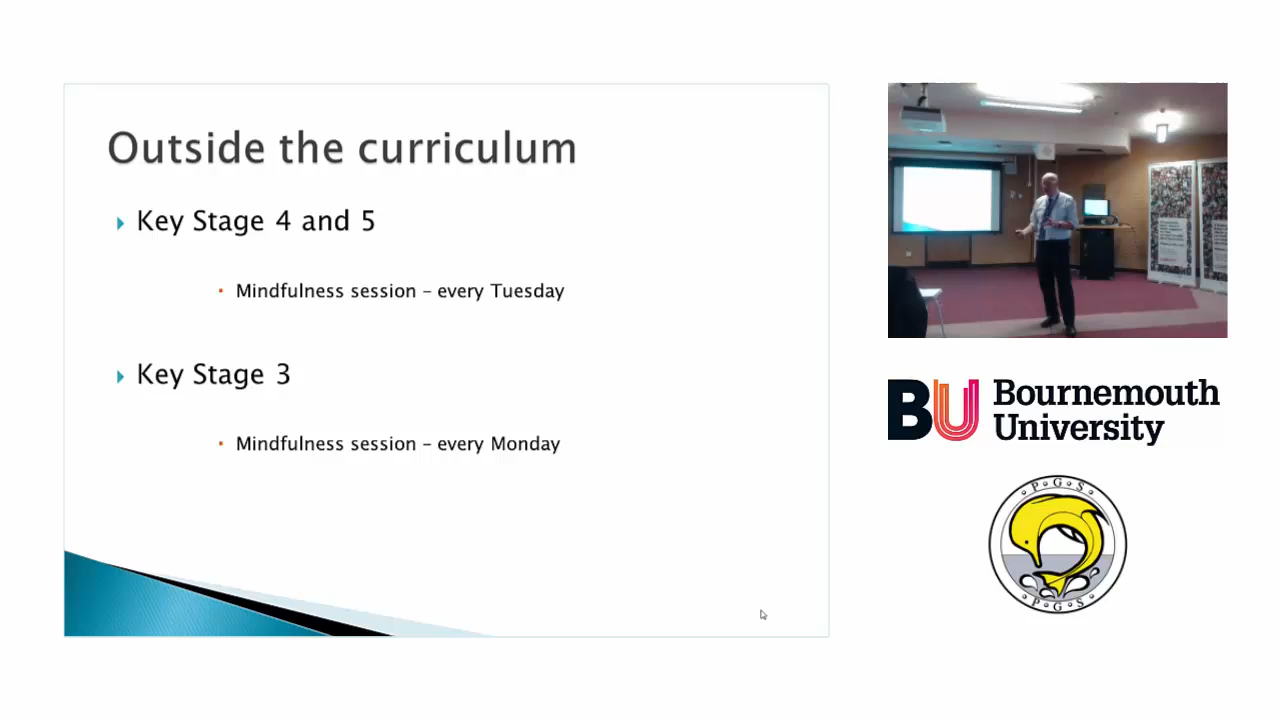 Outside the curriculum
Key Stage 4 and 5
Mindfulness session – every Tuesday
Key Stage 3
Mindfulness session – every Monday
BU Bournemouth
University
P·G·S
P·G·S